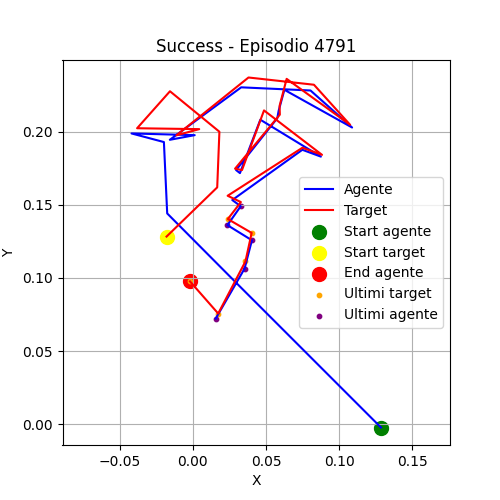 Success - Episodio 4791
Y
0.20
0.15
0.10
0.05
0.00
Agente
Target
Start agente
Start target
End agente
Ultimi target
Ultimi agente
−0.05 0.00 0.05 0.10 0.15
X